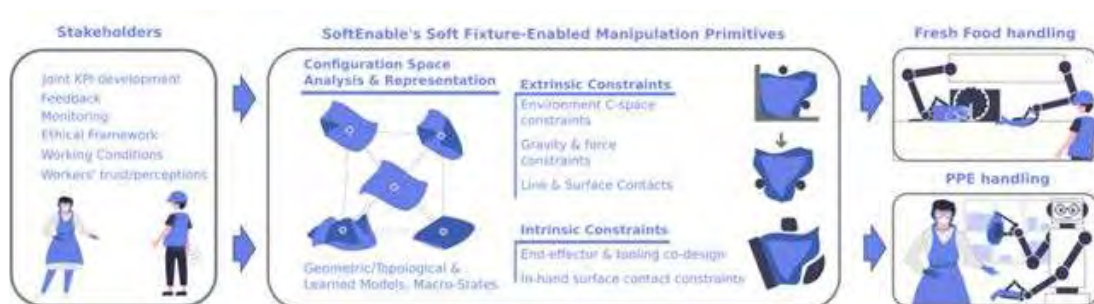 Stakeholders
Joint KPI development
Feedback
Monitoring
Ethical Framework
Working Conditions
Workers' trust/perceptions
SoftEnable's Soft Fixture-Enabled Manipulation Primitives
Configuration Space
Analysis & Representation
Geometric/Topological &
Learned Models, Macro-States
Extrinsic Constraints
Environment C-space
constraints
Gravity & force
constraints
Line & Surface Contacts
Intrinsic Constraints
End-effector & tooling co-design
In-hand surface contact constraints
Fresh Food handling
PPE handling